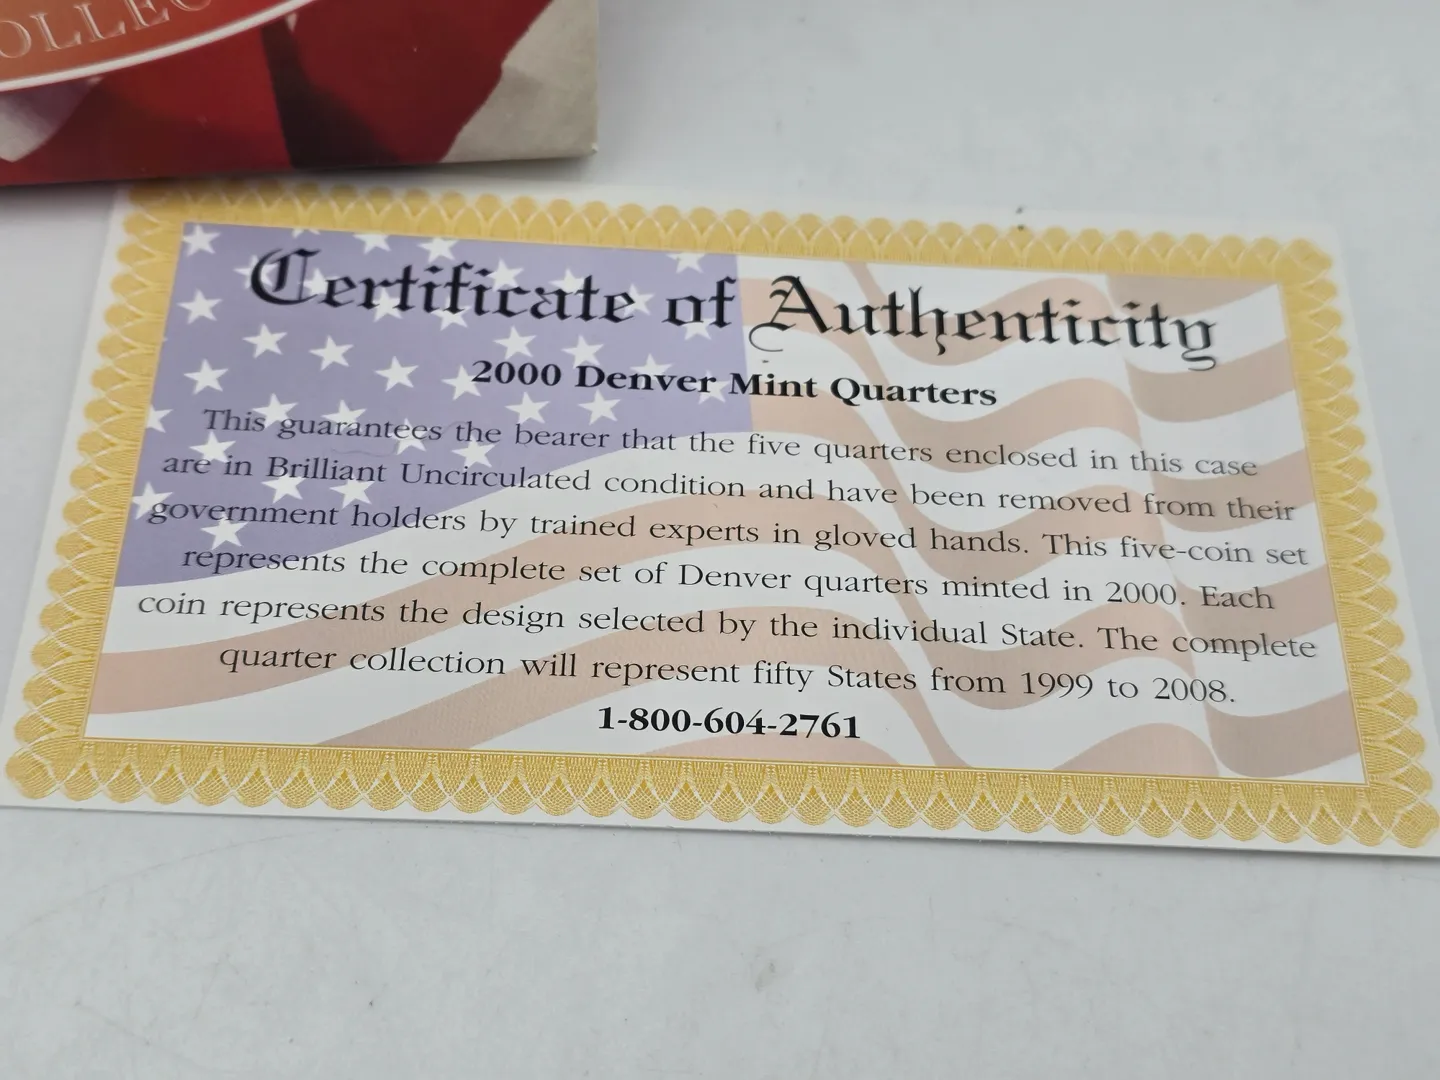 OLLEC
Certificate of Authenticity
2000 Denver Mint Quarters
This guarantees the bearer that the five quarters enclosed in this case
are in Brilliant Uncirculated condition and have been removed from their
government holders by trained experts in gloved hands. This five-coin set
represents the complete set of Denver quarters minted in 2000. Each
coin represents the design selected by the individual State. The complete
quarter collection will represent fifty States from 1999 to 2008.
1-800-604-2761